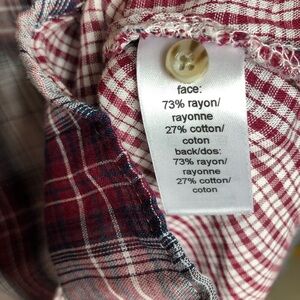 face:
73% rayon/
rayonne
27% cotton/
coton
back/dos:
73% rayon/
rayonne
27% cotton/
coton